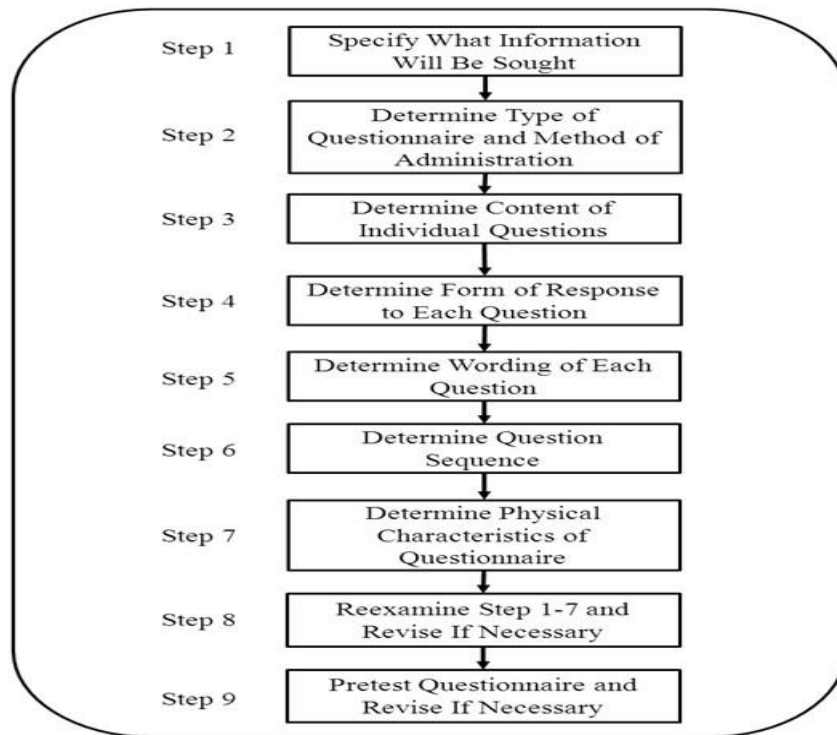 Step 1
Specify What Information
Will Be Sought
Step 2
Determine Type of
Questionnaire and Method of
Administration
Step 3
Determine Content of
Individual Questions
Step 4
Determine Form of Response
to Each Question
Step 5
Determine Wording of Each
Question
Step 6
Determine Question
Sequence
Step 7
Determine Physical
Characteristics of
Questionnaire
Step 8
Reexamine Step 1-7 and
Revise If Necessary
Step 9
Pretest Questionnaire and
Revise If Necessary